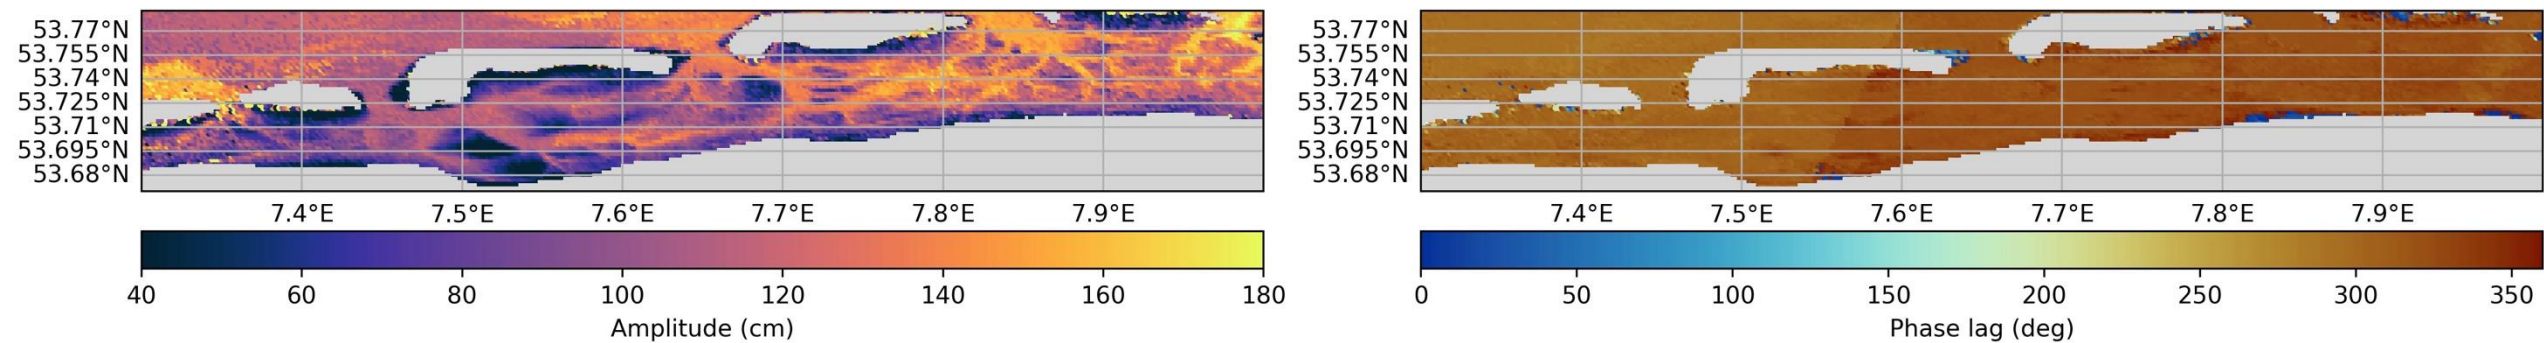 53.77°N
53.755°N
53.74°N
53.725°N
53.71°N
53.695°N
53.68°N
7.4°E 7.5°E 7.6°E 7.7°E 7.8°E 7.9°E
40 60 80 100 120 140 160 180
Amplitude (cm)
53.77°N
53.755°N
53.74°N
53.725°N
53.71°N
53.695°N
53.68°N
7.4°E 7.5°E 7.6°E 7.7°E 7.8°E 7.9°E
0 50 100 150 200 250 300 350
Phase lag (deg)